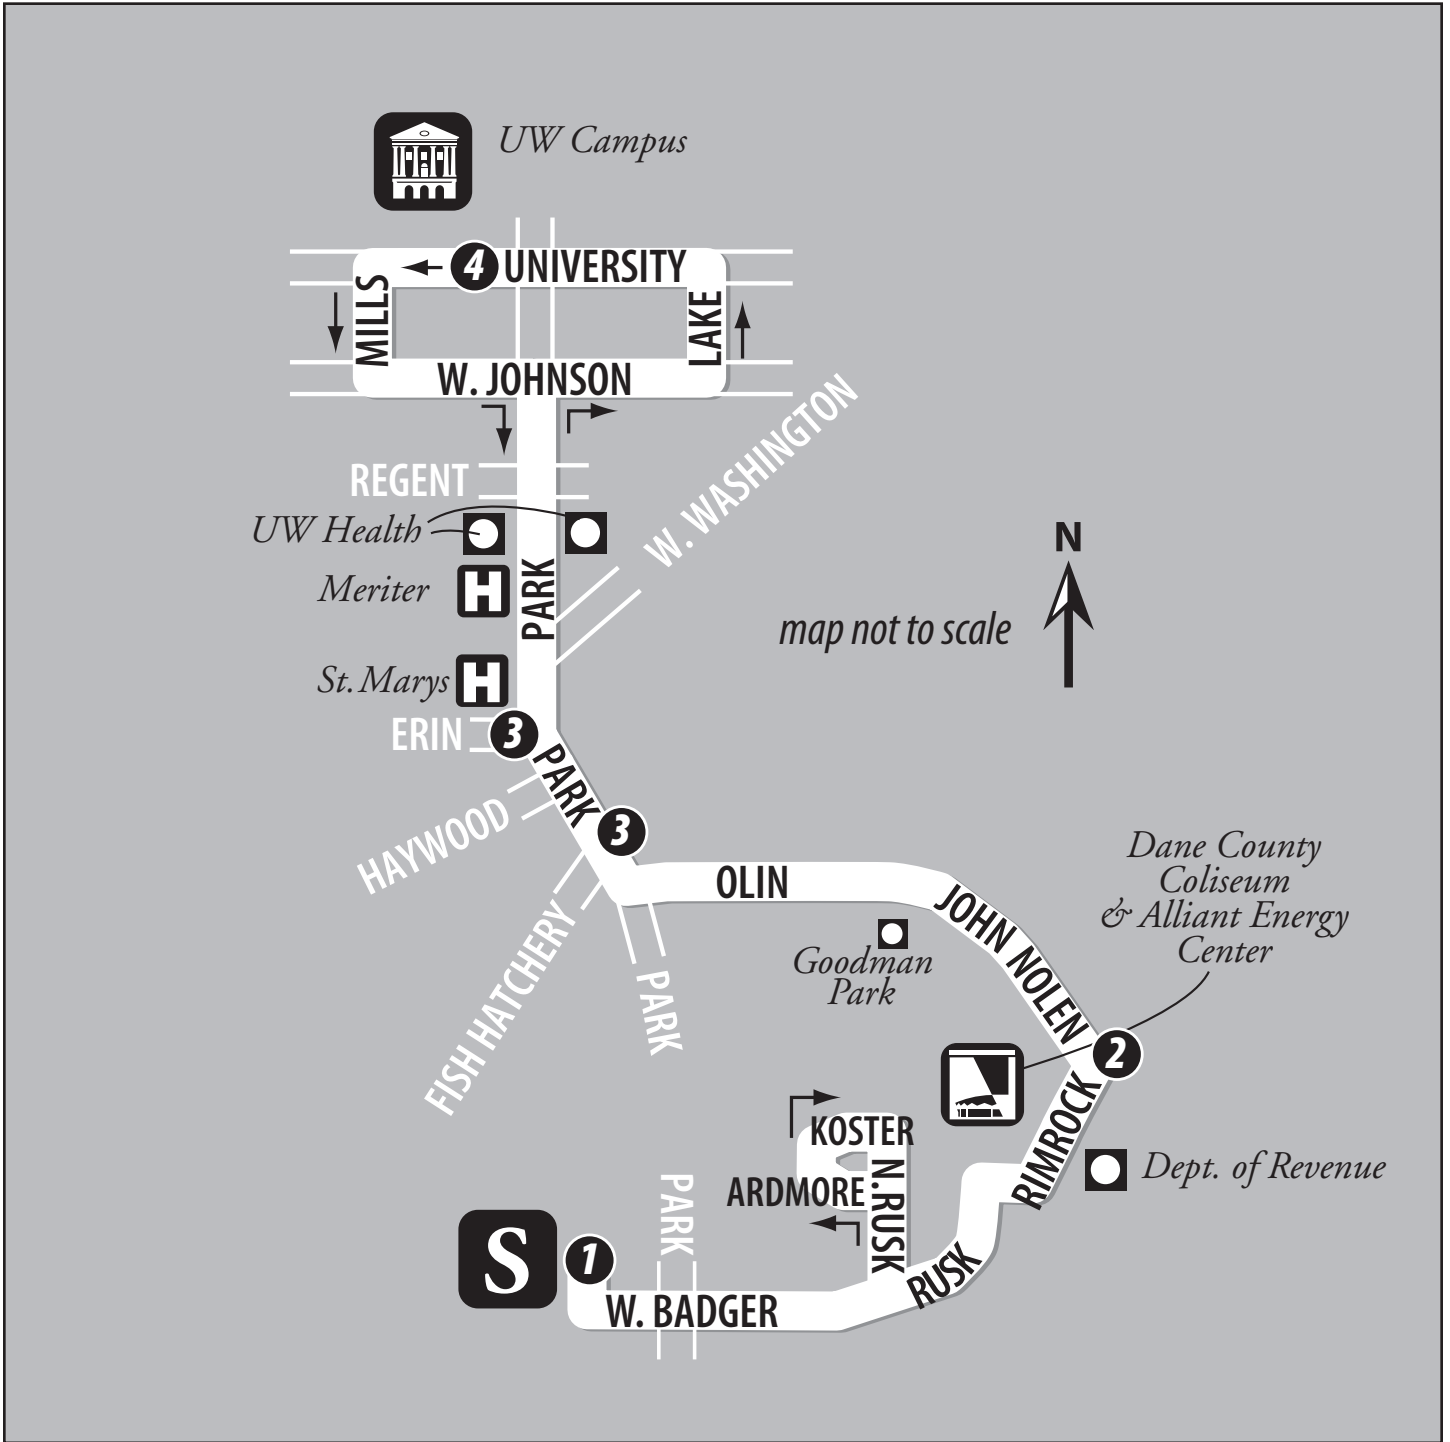 UW Campus
4
UNIVERSITY
MILLS
LAKE
W. JOHNSON
W. WASHINGTON
REGENT
UW Health
PARK
N
Meriter
H
map not to scale
St. Marys
H
ERIN
3
PARK
HAYWOOD
3
OLIN
JOHN NOLEN
Dane County
Coliseum
& Alliant Energy
Center
Goodman
Park
FISH HATCHERY
PARK
2
RIMROCK
KOSTER
ARDMORE
N. RUSK
Dept. of Revenue
PARK
S
1
RUSK
W. BADGER